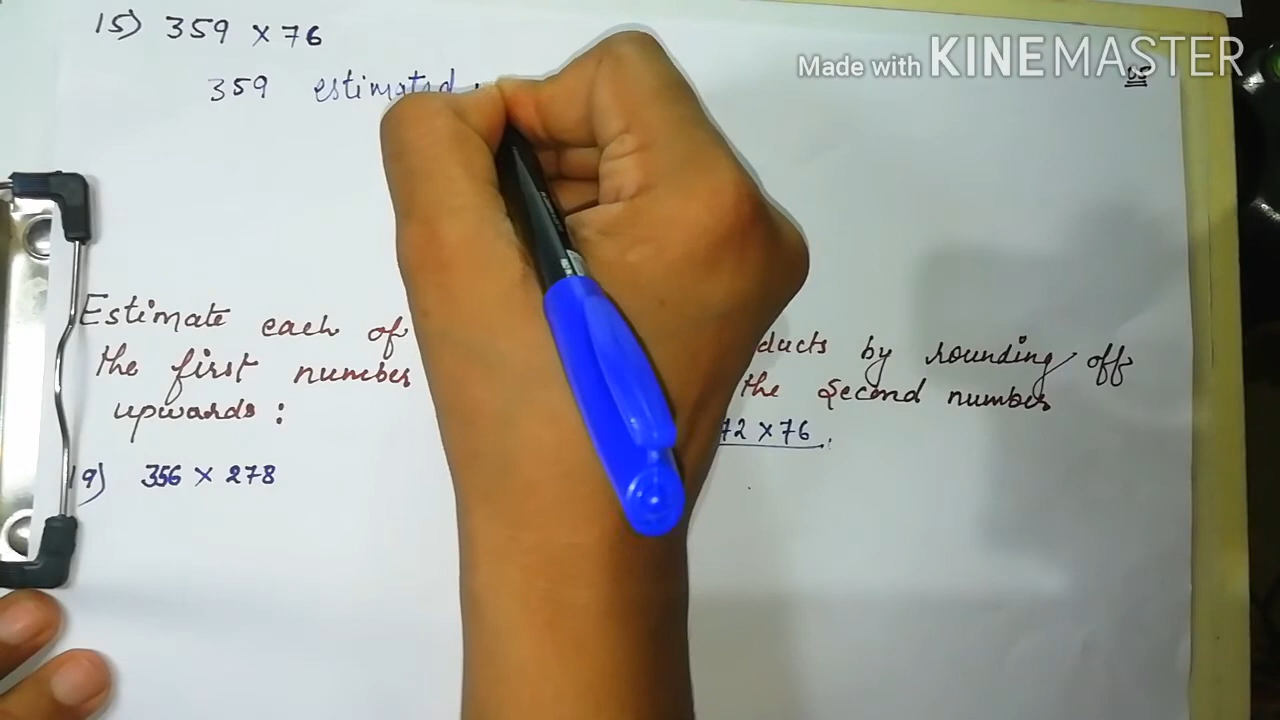 15) 359 × 76
Made with KINEMASTER
359 estimated
Estimate each of ducts by rounding off
the first number the second number
upwards:
72 × 76
19) 356 × 278